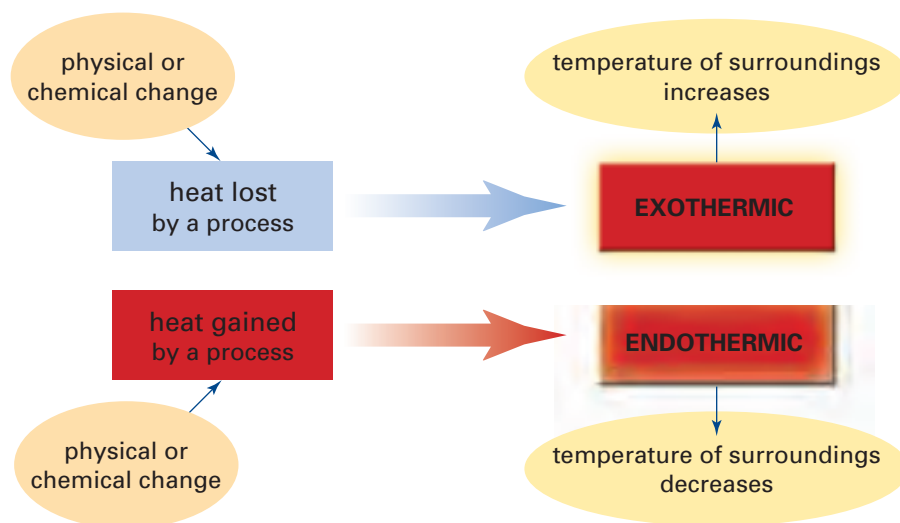 physical or
chemical change
temperature of surroundings
increases
heat lost
by a process
EXOTHERMIC
heat gained
by a process
ENDOTHERMIC
physical or
chemical change
temperature of surroundings
decreases